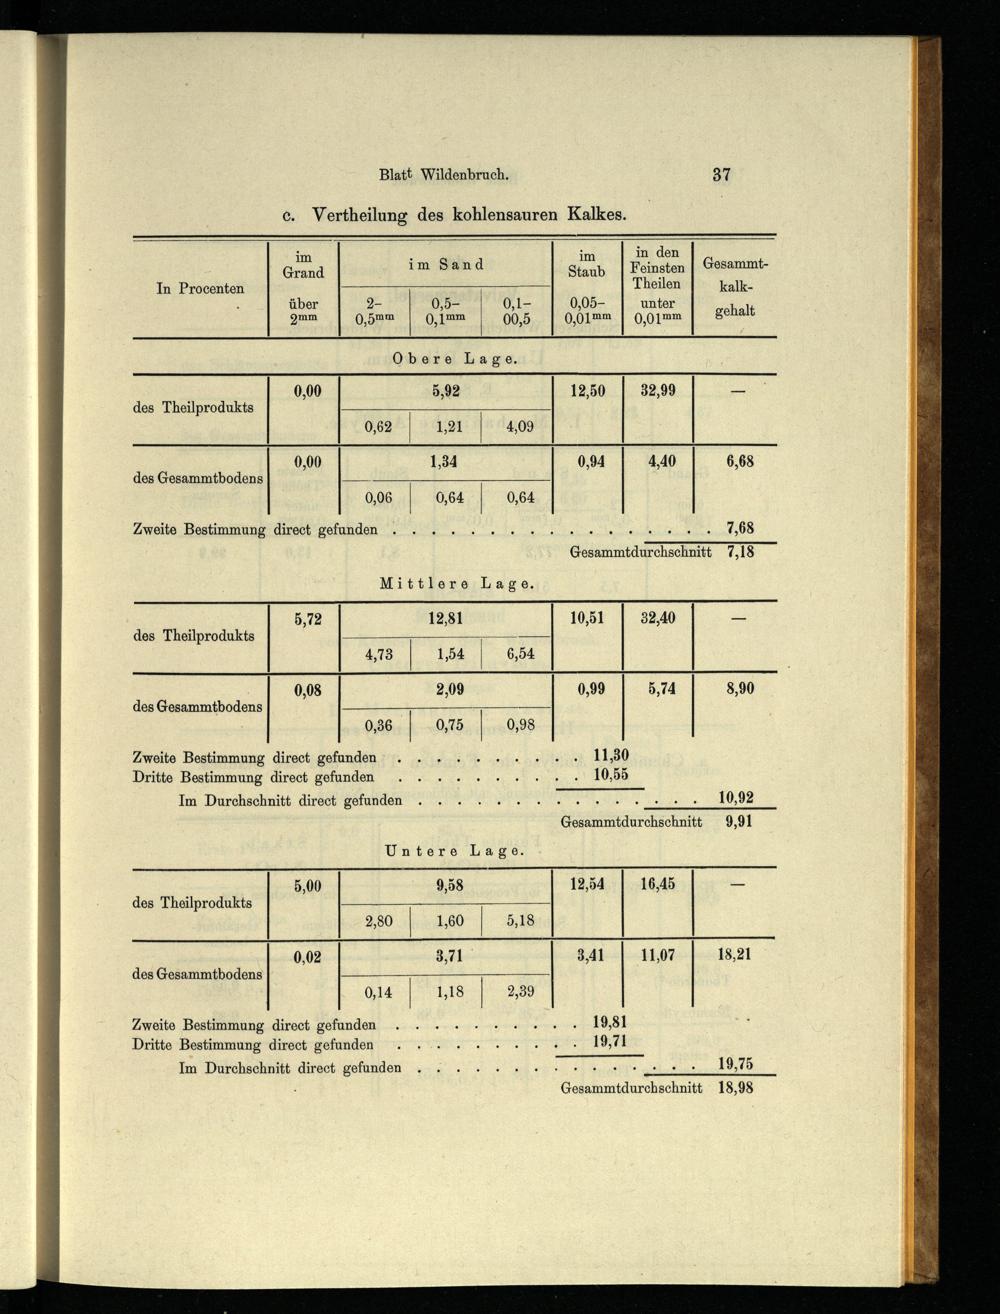 Blatt Wildenbruch. 37
c. Vertheilung des kohlensauren Kalkes.
In Procenten
im Grand über 2mm
im Sand
2-0,5mm
0,5-0,1mm
0,1-00,5
im Staub 0,05-0,01mm
in den Feinsten Theilen unter 0,01mm
Gesammt-kalk-gehalt
Obere Lage.
des Theilprodukts 0,00 5,92 12,50 32,99 —
0,62 1,21 4,09
des Gesammtbodens 0,00 1,34 0,94 4,40 6,68
0,06 0,64 0,64
Zweite Bestimmung direct gefunden . . . . . . . . . . . . . . . . 7,68
Gesammtdurchschnitt 7,18
Mittlere Lage.
des Theilprodukts 5,72 12,81 10,51 32,40 —
4,73 1,54 6,54
des Gesammtbodens 0,08 2,09 0,99 5,74 8,90
0,36 0,75 0,98
Zweite Bestimmung direct gefunden . . . . . . . . . . 11,30
Dritte Bestimmung direct gefunden . . . . . . . . . . 10,55
Im Durchschnitt direct gefunden . . . . . . . . . . . . . . 10,92
Gesammtdurchschnitt 9,91
Untere Lage.
des Theilprodukts 5,00 9,58 12,54 16,45 —
2,80 1,60 5,18
des Gesammtbodens 0,02 3,71 3,41 11,07 18,21
0,14 1,18 2,39
Zweite Bestimmung direct gefunden . . . . . . . . . . 19,81
Dritte Bestimmung direct gefunden . . . . . . . . . . 19,71
Im Durchschnitt direct gefunden . . . . . . . . . . . . . . 19,75
Gesammtdurchschnitt 18,98